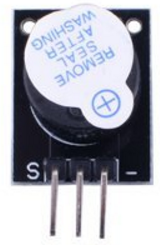 REMOVE
SEAL
AFTER
WASHING
+
S -